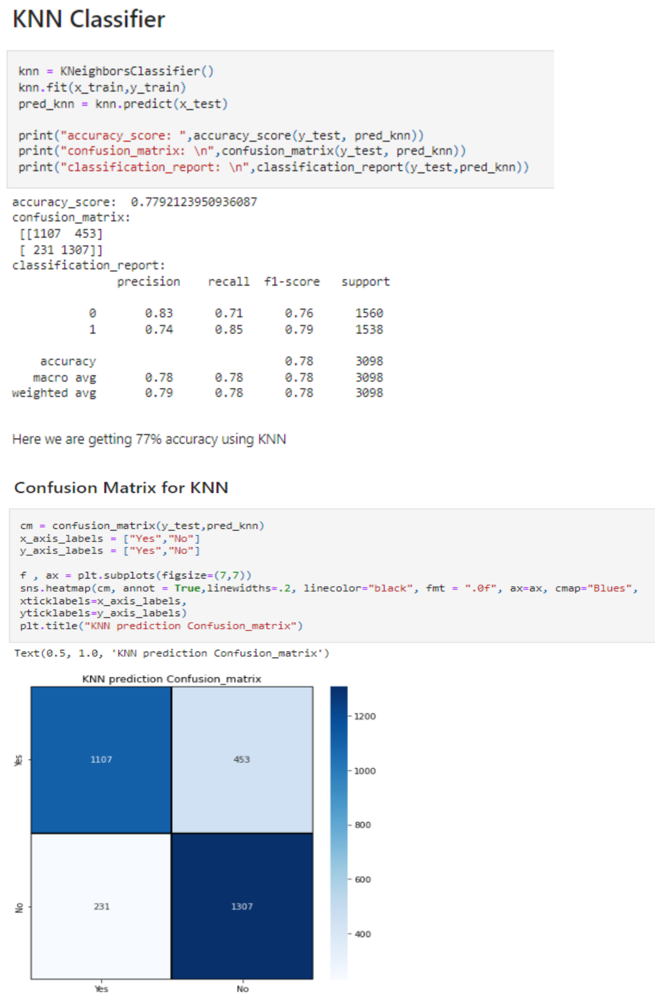 KNN Classifier
knn = KNeighborsClassifier()
knn.fit(x_train,y_train)
pred_knn = knn.predict(x_test)
print("accuracy_score: ",accuracy_score(y_test, pred_knn))
print("confusion_matrix: \n",confusion_matrix(y_test, pred_knn))
print("classification_report: \n",classification_report(y_test,pred_knn))
accuracy_score:  0.7792123950936087
confusion_matrix:
[[1107  453]
[ 231 1307]]
classification_report:
precision    recall  f1-score   support
0       0.83      0.71      0.76      1560
1       0.74      0.85      0.79      1538
accuracy                           0.78      3098
macro avg       0.78      0.78      0.78      3098
weighted avg       0.79      0.78      0.78      3098
Here we are getting 77% accuracy using KNN
Confusion Matrix for KNN
cm = confusion_matrix(y_test,pred_knn)
x_axis_labels = ["Yes","No"]
y_axis_labels = ["Yes","No"]
f , ax = plt.subplots(figsize=(7,7))
sns.heatmap(cm, annot = True,linewidths=.2, linecolor="black", fmt = ".0f", ax=ax, cmap="Blues",
xticklabels=x_axis_labels,
yticklabels=y_axis_labels)
plt.title("KNN prediction Confusion_matrix")
Text(0.5, 1.0, 'KNN prediction Confusion_matrix')
KNN prediction Confusion_matrix
1200
Yes 1107 453
1000
800
600
No 231 1307
400
Yes No